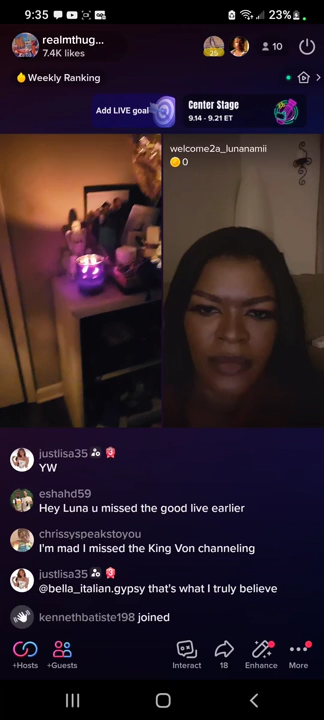 9:35
23%
realmthug...
7.4K likes
25
10
Weekly Ranking
Add LIVE goal
Center Stage
9.14 - 9.21 ET
welcome2a_lunanamii
0
justlisa35
YW
eshahd59
Hey Luna u missed the good live earlier
chrissyspeakstoyou
I'm mad I missed the King Von channeling
justlisa35
@bella_italian.gypsy that's what I truly believe
kennethbatiste198 joined
+Hosts
+Guests
Interact
18
Enhance
More